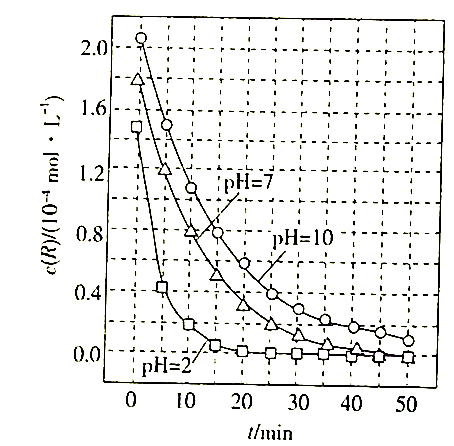 2.0
1.6
1.2
0.8
0.4
0.0
c(R)/(10⁻⁴ mol · L⁻¹)
pH=7
pH=10
pH=2
0 10 20 30 40 50
t/min